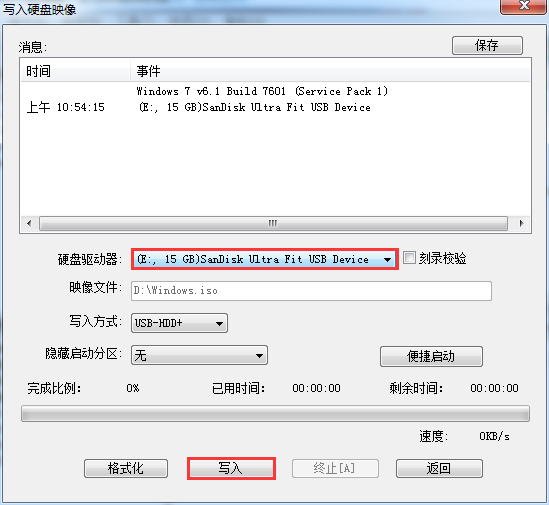 写入硬盘映像
消息:
保存
时间 事件
Windows 7 v6.1 Build 7601 (Service Pack 1)
上午 10:54:15 (E:, 15 GB)SanDisk Ultra Fit USB Device
硬盘驱动器: (E:, 15 GB)SanDisk Ultra Fit USB Device 刻录校验
映像文件: D:\Windows.iso
写入方式: USB-HDD+
隐藏启动分区: 无 便捷启动
完成比例: 0% 已用时间: 00:00:00 剩余时间: 00:00:00
速度: 0KB/s
格式化 写入 终止[A] 返回